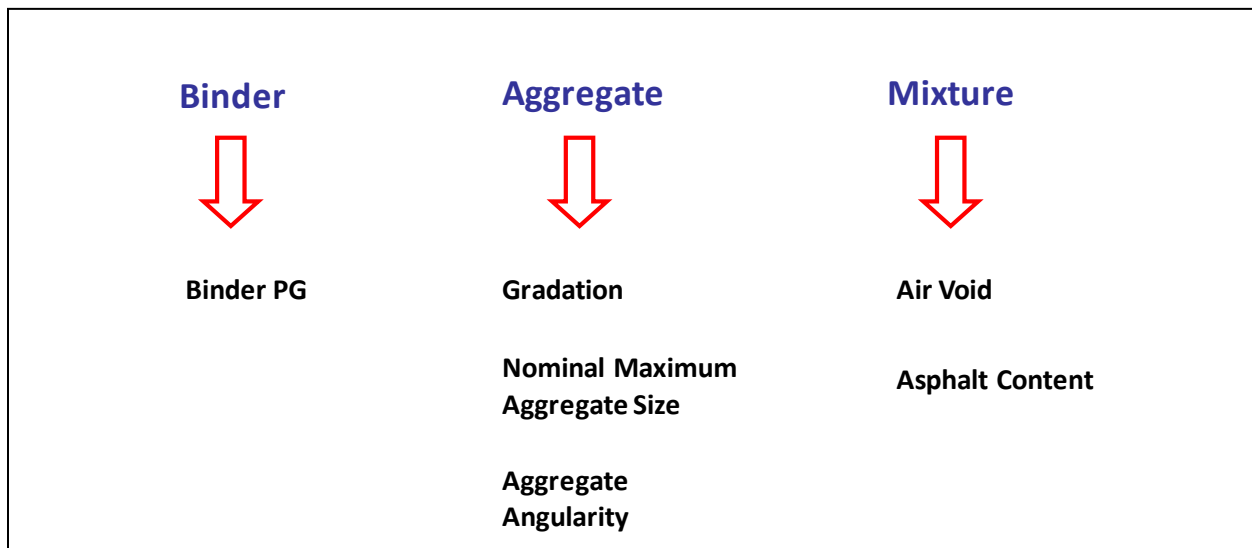 Binder
Aggregate
Mixture
Binder PG
Gradation
Air Void
Nominal Maximum
Aggregate Size
Asphalt Content
Aggregate
Angularity